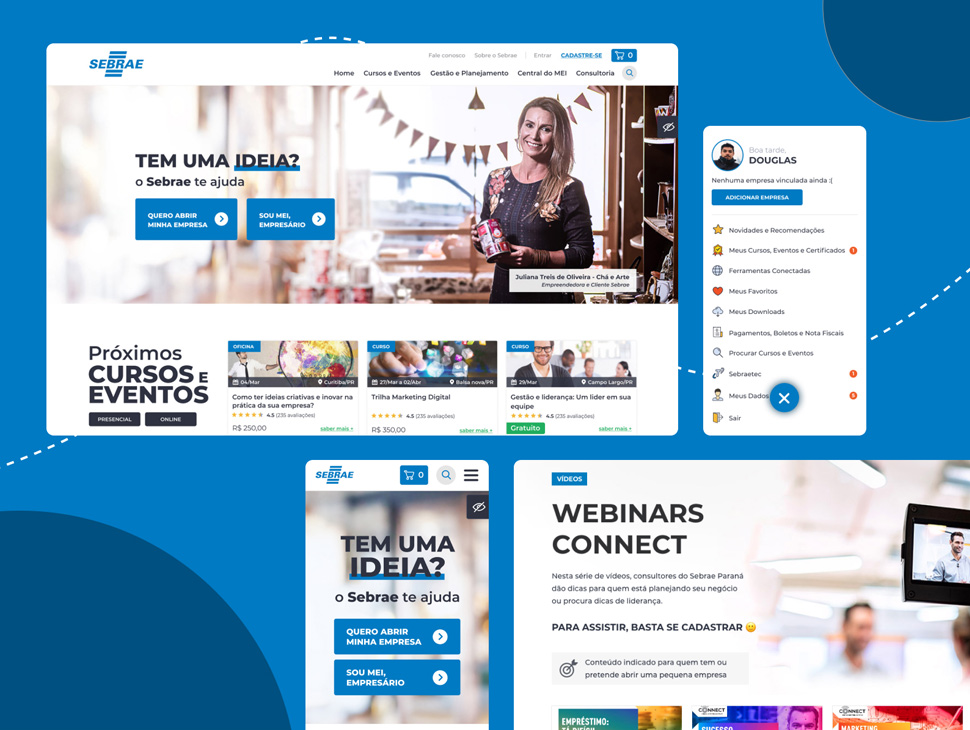 SEBRAE
Fale conosco
Sobre o Sebrae
Entrar
CADASTRE-SE
0
Home
Cursos e Eventos
Gestão e Planejamento
Central do MEI
Consultoria
TEM UMA IDEIA?
o Sebrae te ajuda
QUERO ABRIR
MINHA EMPRESA
SOU MEI,
EMPRESÁRIO
Juliana Treis de Oliveira - Chá e Arte
Empreendedora e Cliente Sebrae
Próximos
CURSOS E
EVENTOS
PRESENCIAL
ONLINE
OFICINA
04/Mar
Curitiba/PR
Como ter ideias criativas e inovar na
prática da sua empresa?
4.5 (235 avaliações)
R$ 250,00
saber mais +
CURSO
27/Mar a 02/Abr
Balsa nova/PR
Trilha Marketing Digital
4.5 (235 avaliações)
R$ 350,00
saber mais +
CURSO
29/Mar
Campo Largo/PR
Gestão e liderança: Um líder em sua
equipe
4.5 (235 avaliações)
Gratuito
saber mais +
Boa tarde,
DOUGLAS
Nenhuma empresa vinculada ainda :(
ADICIONAR EMPRESA
Novidades e Recomendações
Meus Cursos, Eventos e Certificados
1
Ferramentas Conectadas
Meus Favoritos
Meus Downloads
Pagamentos, Boletos e Nota Fiscais
Procurar Cursos e Eventos
Sebraetec
1
Meus Dados
Sair
SEBRAE
0
TEM UMA
IDEIA?
o Sebrae te ajuda
QUERO ABRIR
MINHA EMPRESA
SOU MEI,
EMPRESÁRIO
VÍDEOS
WEBINARS
CONNECT
Nesta série de vídeos, consultores do Sebrae Paraná
dão dicas para quem está planejando seu negócio
ou procura dicas de liderança.
PARA ASSISTIR, BASTA SE CADASTRAR
Conteúdo indicado para quem tem ou
pretende abrir uma pequena empresa
EMPRÉSTIMO:
CONNECT
SUCESSO
CONNECT
MARKETING